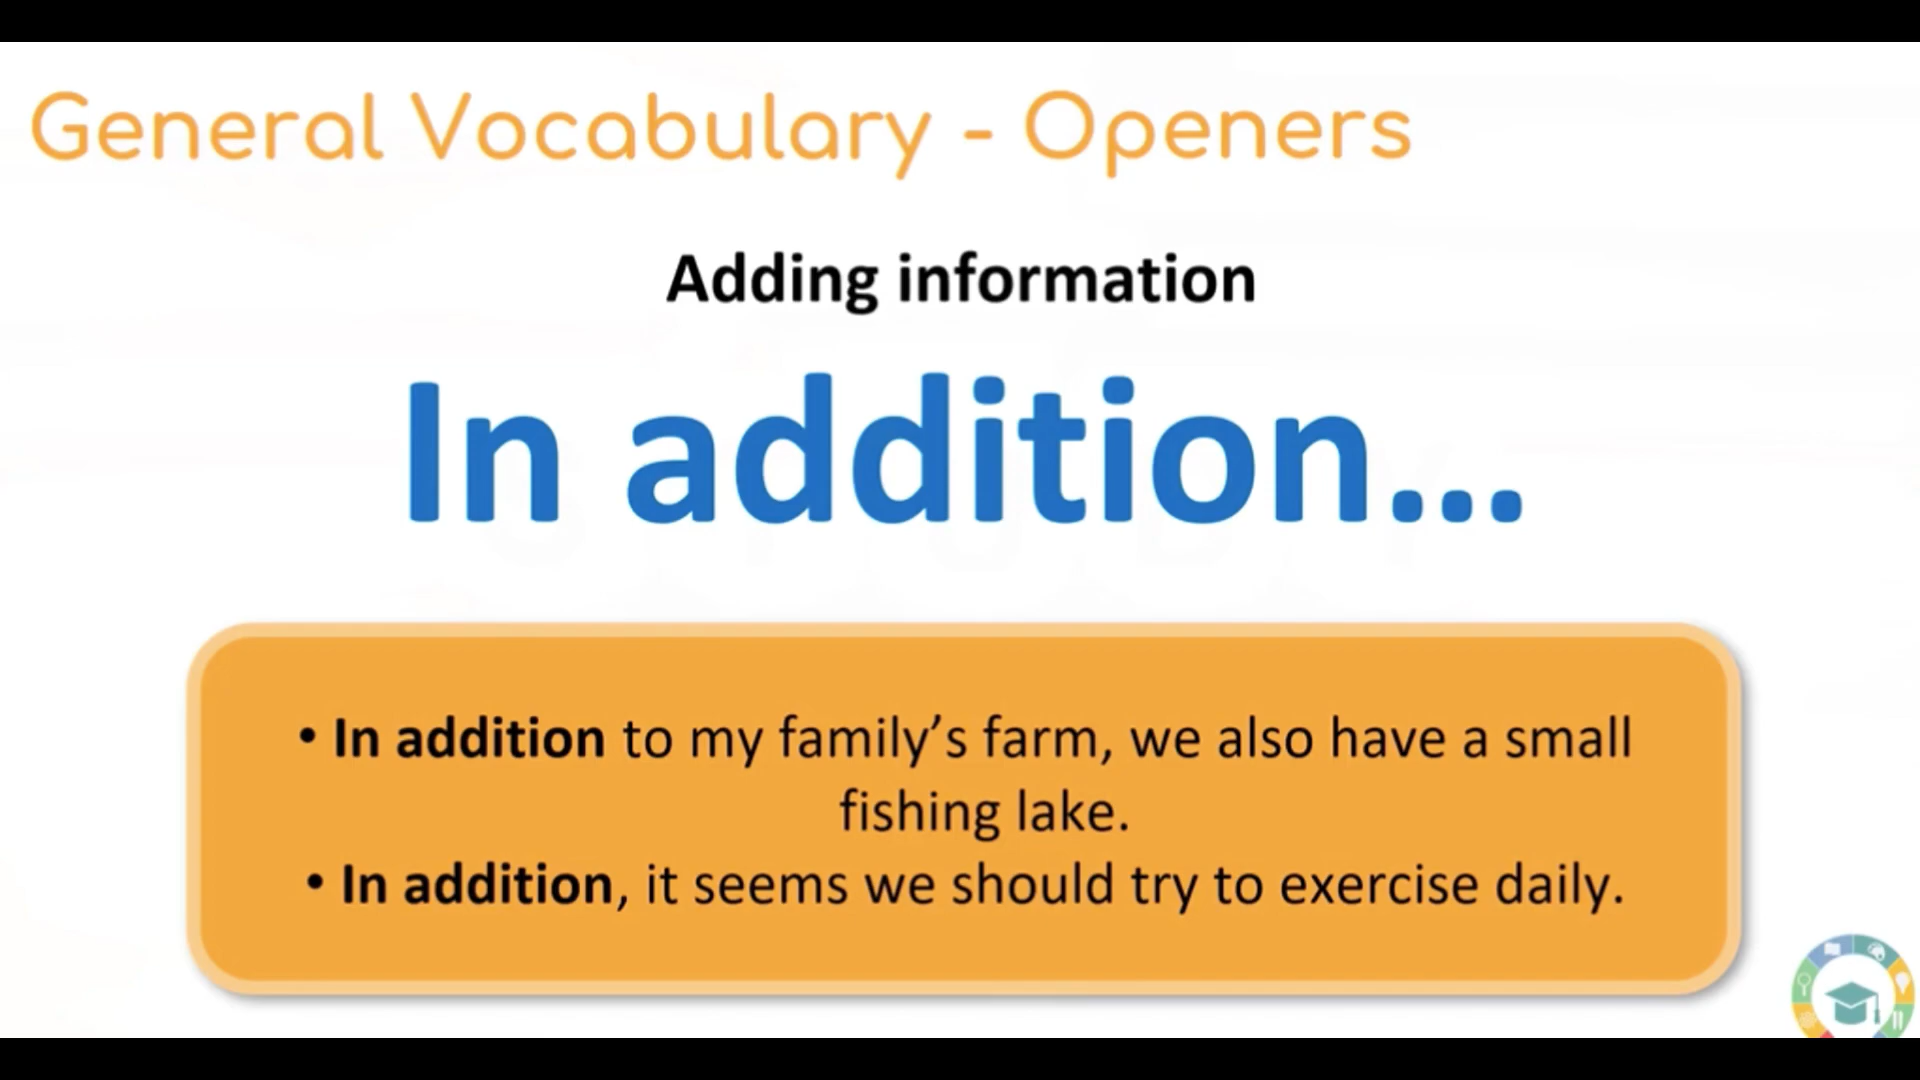 General Vocabulary - Openers
Adding information
In addition...
• In addition to my family’s farm, we also have a small
fishing lake.
• In addition, it seems we should try to exercise daily.